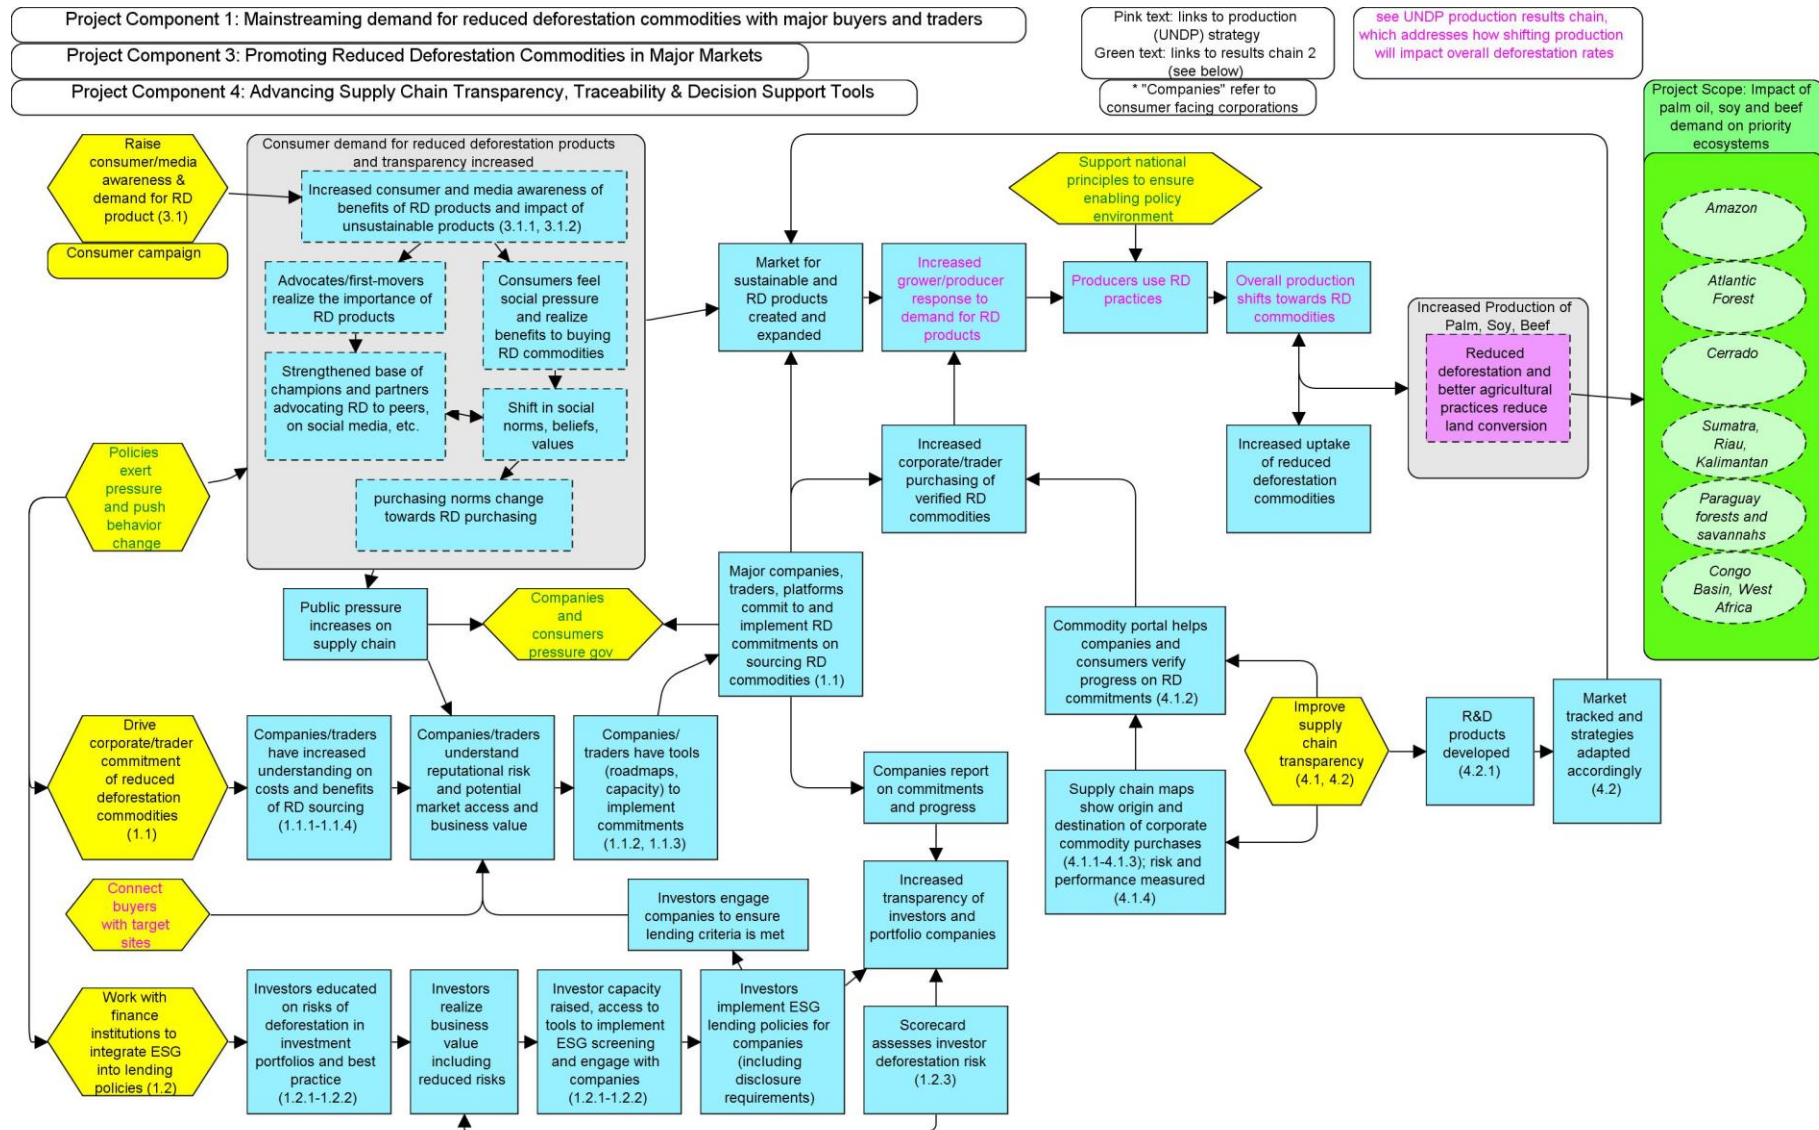 Project Component 1: Mainstreaming demand for reduced deforestation commodities with major buyers and traders
Project Component 3: Promoting Reduced Deforestation Commodities in Major Markets
Project Component 4: Advancing Supply Chain Transparency, Traceability & Decision Support Tools
Pink text: links to production
(UNDP) strategy
Green text: links to results chain 2
(see below)
* "Companies" refer to
consumer facing corporations
see UNDP production results chain,
which addresses how shifting production
will impact overall deforestation rates
Project Scope: Impact of
palm oil, soy and beef
demand on priority
ecosystems
Amazon
Atlantic
Forest
Cerrado
Sumatra,
Riau,
Kalimantan
Paraguay
forests and
savannahs
Congo
Basin, West
Africa
Raise
consumer/media
awareness &
demand for RD
product (3.1)
Consumer campaign
Consumer demand for reduced deforestation products
and transparency increased
Increased consumer and media awareness of
benefits of RD products and impact of
unsustainable products (3.1.1, 3.1.2)
Advocates/first-movers
realize the importance of
RD products
Consumers feel
social pressure
and realize
benefits to buying
RD commodities
Strengthened base of
champions and partners
advocating RD to peers,
on social media, etc.
Shift in social
norms, beliefs,
values
purchasing norms change
towards RD purchasing
Support national
principles to ensure
enabling policy
environment
Market for
sustainable and
RD products
created and
expanded
Increased
grower/producer
response to
demand for RD
products
Producers use RD
practices
Overall production
shifts towards RD
commodities
Increased Production of
Palm, Soy, Beef
Reduced
deforestation and
better agricultural
practices reduce
land conversion
Increased
corporate/trader
purchasing of
verified RD
commodities
Increased uptake
of reduced
deforestation
commodities
Policies
exert
pressure
and push
behavior
change
Public pressure
increases on
supply chain
Companies
and
consumers
pressure gov
Major companies,
traders, platforms
commit to and
implement RD
commitments on
sourcing RD
commodities (1.1)
Commodity portal helps
companies and
consumers verify
progress on RD
commitments (4.1.2)
Improve
supply
chain
transparency
(4.1, 4.2)
R&D
products
developed
(4.2.1)
Market
tracked and
strategies
adapted
accordingly
(4.2)
Drive
corporate/trader
commitment
of reduced
deforestation
commodities
(1.1)
Companies/traders
have increased
understanding on
costs and benefits
of RD sourcing
(1.1.1-1.1.4)
Companies/traders
understand
reputational risk
and potential
market access and
business value
Companies/
traders have tools
(roadmaps,
capacity) to
implement
commitments
(1.1.2, 1.1.3)
Companies report
on commitments
and progress
Supply chain maps
show origin and
destination of corporate
commodity purchases
(4.1.1-4.1.3); risk and
performance measured
(4.1.4)
Connect
buyers
with target
sites
Investors engage
companies to ensure
lending criteria is met
Increased
transparency of
investors and
portfolio companies
Work with
finance
institutions to
integrate ESG
into lending
policies (1.2)
Investors educated
on risks of
deforestation in
investment
portfolios and best
practice
(1.2.1-1.2.2)
Investors
realize
business
value
including
reduced risks
Investor capacity
raised, access to
tools to implement
ESG screening
and engage with
companies
(1.2.1-1.2.2)
Investors
implement ESG
lending policies for
companies
(including
disclosure
requirements)
Scorecard
assesses investor
deforestation risk
(1.2.3)